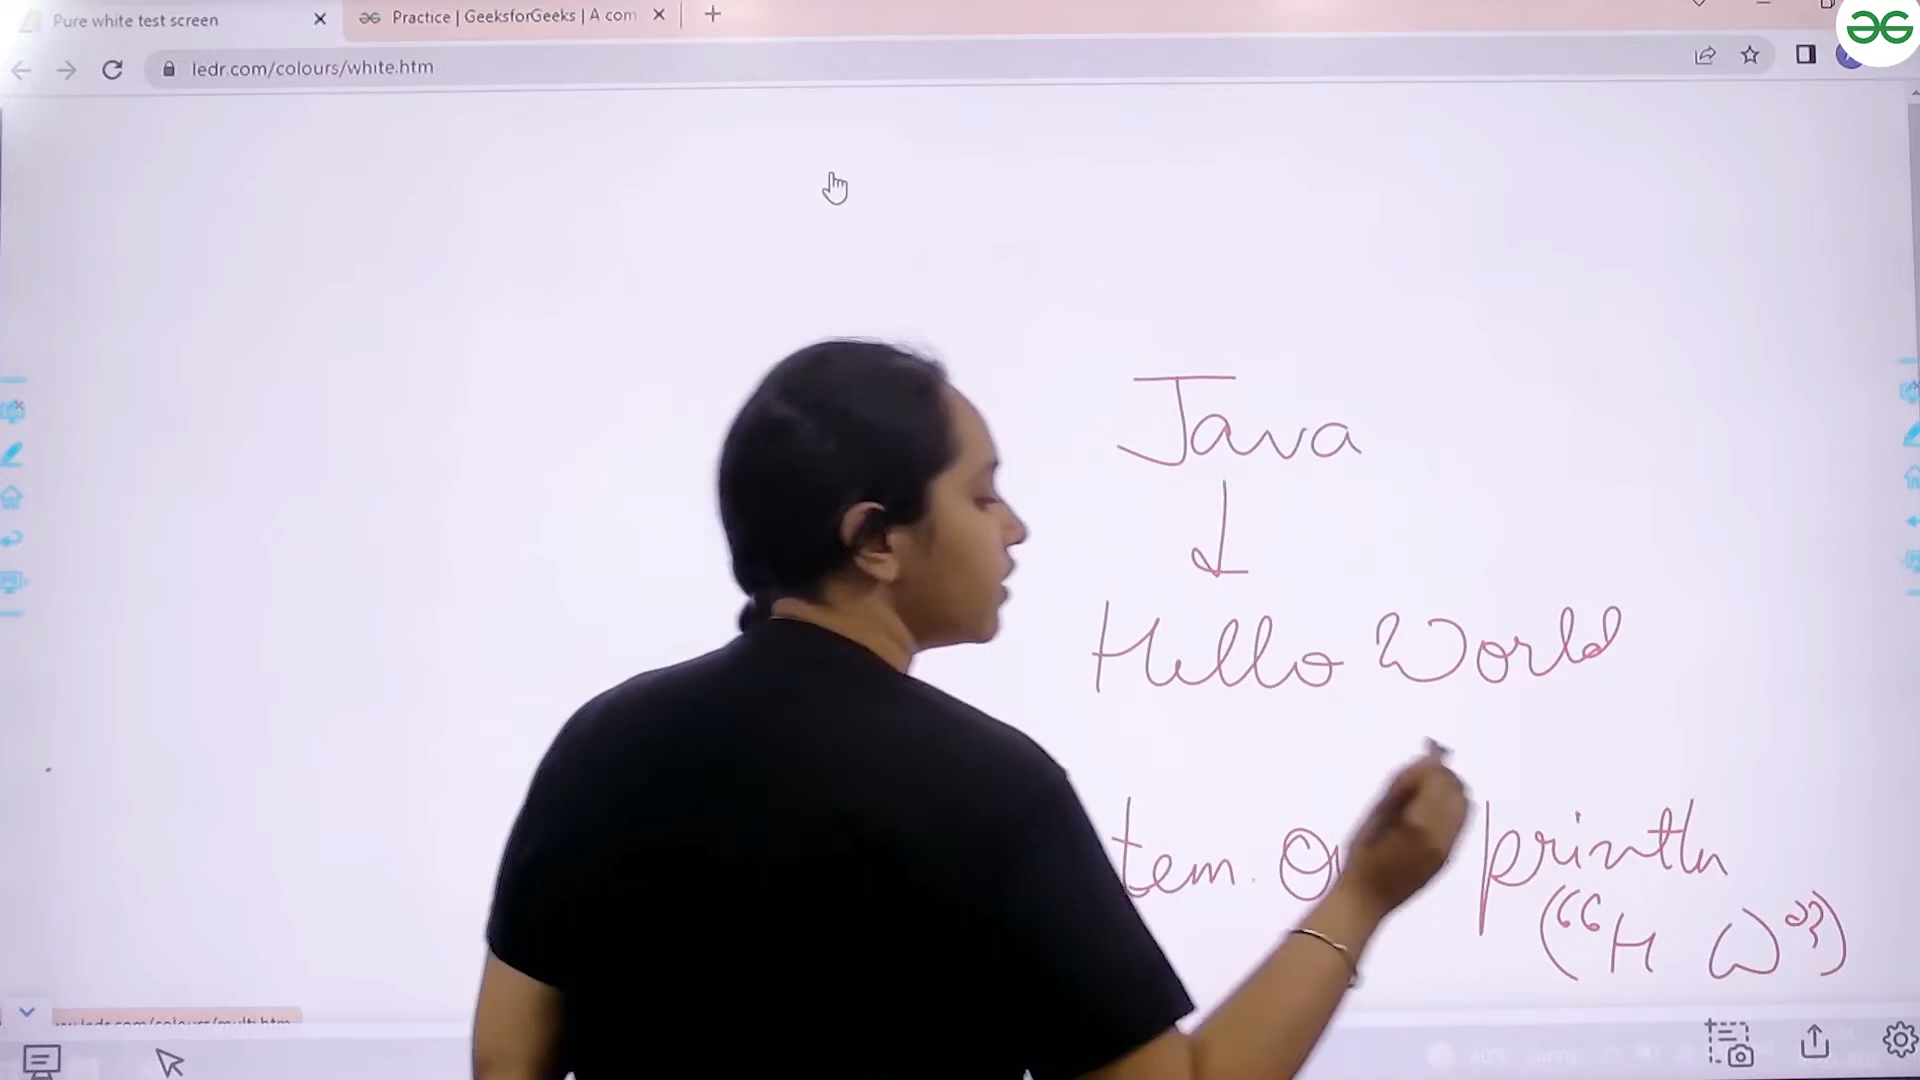 Pure white test screen
Practice | GeeksforGeeks | A com
ledr.com/colours/white.htm
Java
Hello World
tem. O println
("H W")